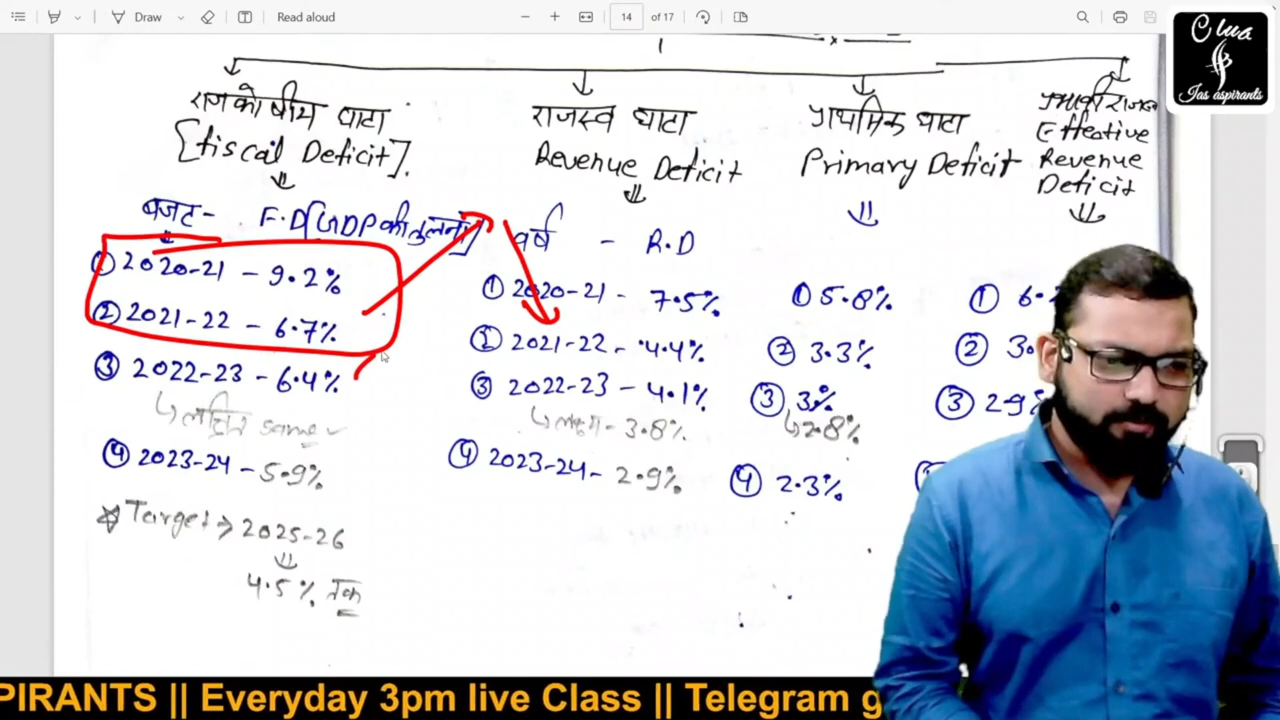 Draw
Read aloud
14 of 17
Clua
Ias aspirants
राजकोषीय घाटा
[fiscal Deficit].
राजस्व घाटा
Revenue Deficit
प्राथमिक घाटा
Primary Deficit
Effective
Revenue
Deficit
बजट - F.D[GDP की तुलना]
① 2020-21 - 9.2%
② 2021-22 - 6.7%
③ 2022-23 - 6.4%
same
④ 2023-24 - 5.9%
Target → 2025-26
4.5% तक
वर्ष - R.D
① 2020-21 - 7.5%
② 2021-22 - 4.4%
③ 2022-23 - 4.1%
3.8%
④ 2023-24 - 2.9%
① 5.8%
② 3.3%
③ 3%
2.8%
④ 2.3%
①
②
③
PIRANTS || Everyday 3pm live Class || Telegram g